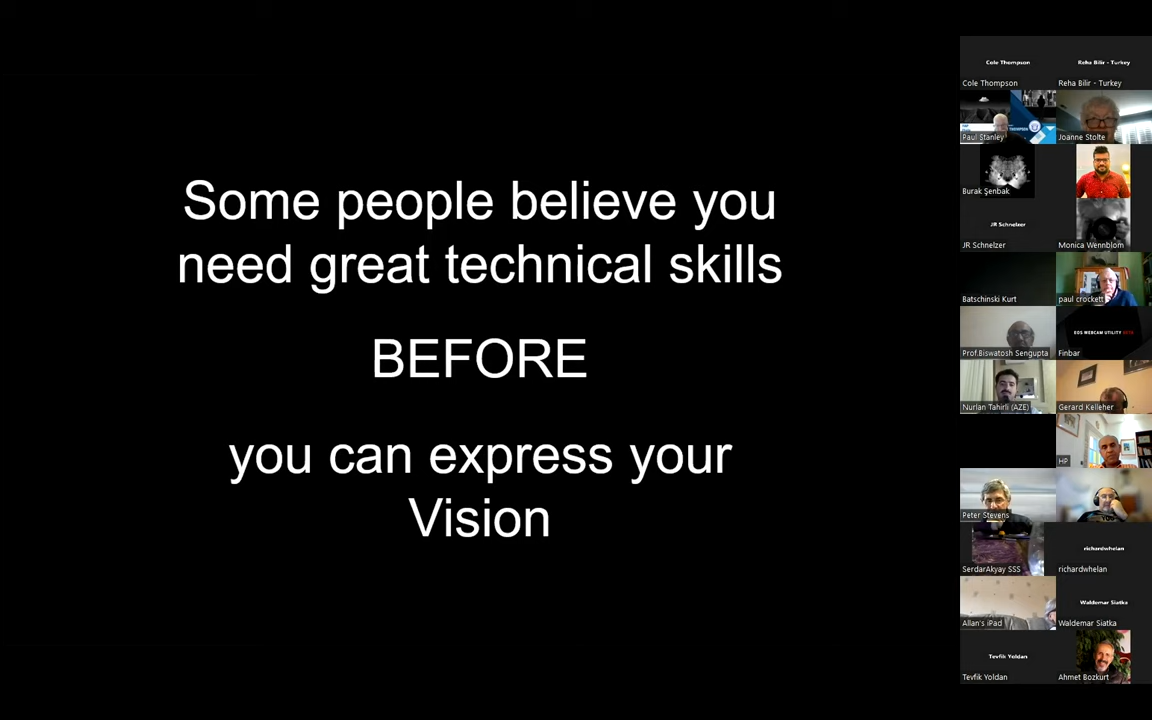 Some people believe you
need great technical skills
BEFORE
you can express your
Vision
Cole Thompson
Cole Thompson
Reha Bilir - Turkey
Reha Bilir - Turkey
Paul Stanley
Joanne Stolte
Burak Şenbak
JR Schnelzer
JR Schnelzer
Monica Wennblom
Batschinski Kurt
paul crockett
Prof.Biswatosh Sengupta
EOS WEBCAM UTILITY
Finbar
Nurlan Tahirli (AZE)
Gerard Kelleher
HP
Peter Stevens
SerdarAkyay SSS
richardwhelan
richardwhelan
Allan's iPad
Waldemar Siatka
Waldemar Siatka
Tevfik Yoldan
Tevfik Yoldan
Ahmet Bozkurt